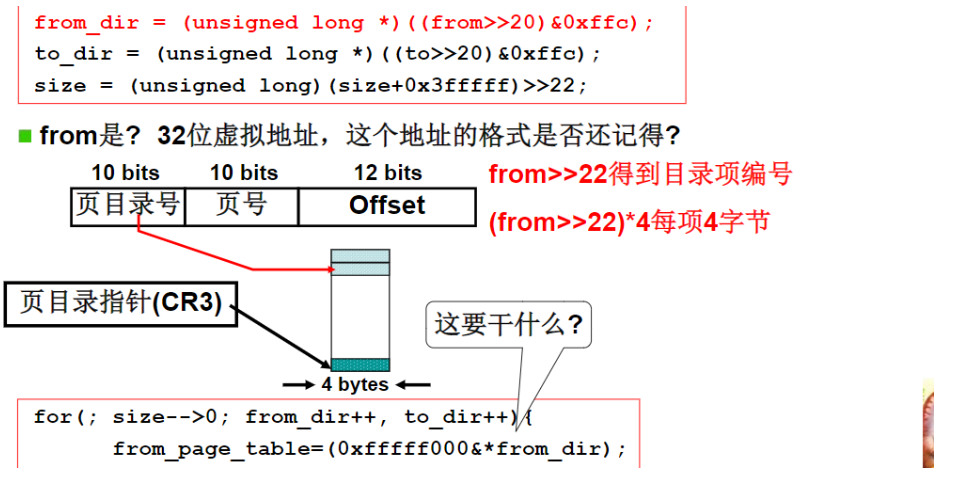 from_dir = (unsigned long *)((from>>20)&0xffc);
to_dir = (unsigned long *)((to>>20)&0xffc);
size = (unsigned long)(size+0x3fffff)>>22;
from是? 32位虚拟地址，这个地址的格式是否还记得?
10 bits 10 bits 12 bits
页目录号 页号 Offset
from>>22得到目录项编号
(from>>22)*4每项4字节
页目录指针(CR3)
这要干什么?
4 bytes
for(; size-->0; from_dir++, to_dir++){
from_page_table=(0xfffff000&*from_dir);